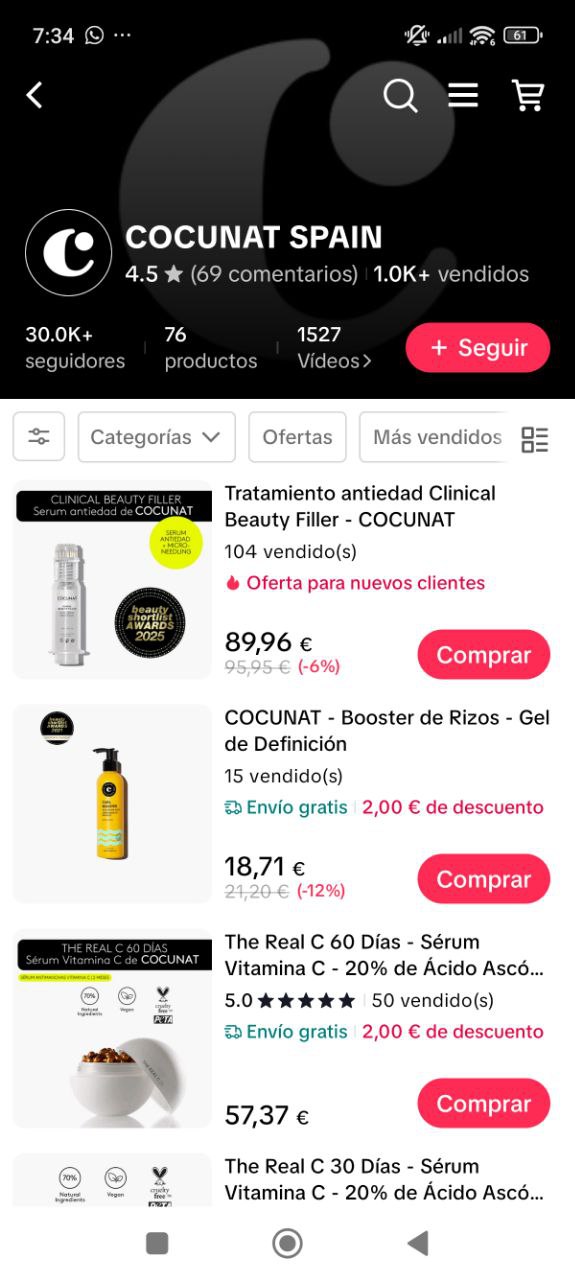 7:34
61
COCUNAT SPAIN
4.5 ★ (69 comentarios) | 1.0K+ vendidos
30.0K+ seguidores
76 productos
1527 Vídeos >
+ Seguir
Categorías
Ofertas
Más vendidos
CLINICAL BEAUTY FILLER
Serum antiedad de COCUNAT
SERUM
ANTIEDAD
+ MICRO-
NEEDLING
COCUNAT
beauty
shortlist
AWARDS
2025
Tratamiento antiedad Clinical
Beauty Filler - COCUNAT
104 vendido(s)
Oferta para nuevos clientes
89,96 €
95,95 € (-6%)
Comprar
COCUNAT - Booster de Rizos - Gel
de Definición
15 vendido(s)
Envío gratis | 2,00 € de descuento
18,71 €
21,20 € (-12%)
Comprar
THE REAL C 60 DÍAS
Sérum Vitamina C de COCUNAT
70%
Natural
Ingredients
Vegan
cruelty
free
PETA
THE REAL C
The Real C 60 Días - Sérum
Vitamina C - 20% de Ácido Ascó...
5.0 ★★★★★ | 50 vendido(s)
Envío gratis | 2,00 € de descuento
57,37 €
Comprar
70%
Natural
Ingredients
Vegan
cruelty
free
The Real C 30 Días - Sérum
Vitamina C - 20% de Ácido Ascó...